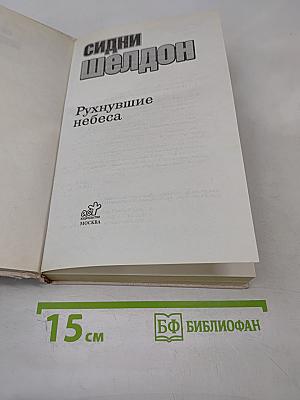 СИДНИ
ШЕЛДОН
Рухнувшие
небеса
МОСКВА
15 см
БФ БИБЛИОФАН